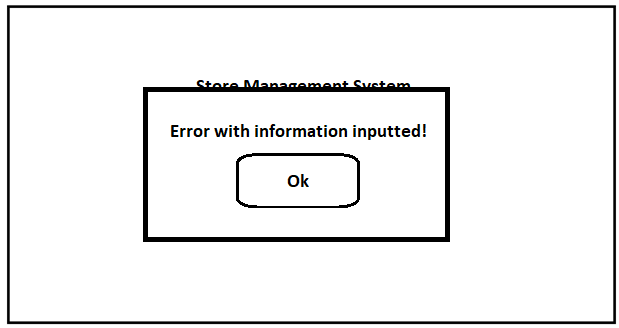 Store Management System
Error with information inputted!
Ok